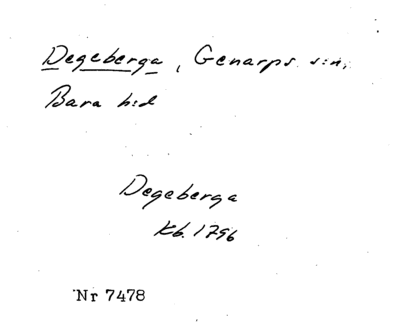 Degeberga, Genarps s:n,
Bara h:d
Degeberga
Kb. 1796
Nr 7478